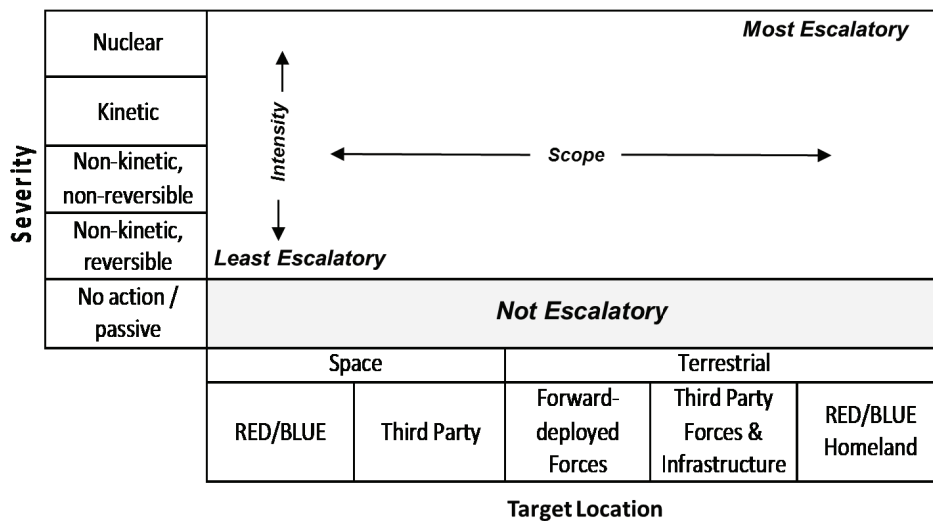 Nuclear
Most Escalatory
Kinetic
Intensity
Scope
Severity
Non-kinetic,
non-reversible
Non-kinetic,
reversible
Least Escalatory
No action /
passive
Not Escalatory
Space
Terrestrial
RED/BLUE
Third Party
Forward-
deployed
Forces
Third Party
Forces &
Infrastructure
RED/BLUE
Homeland
Target Location